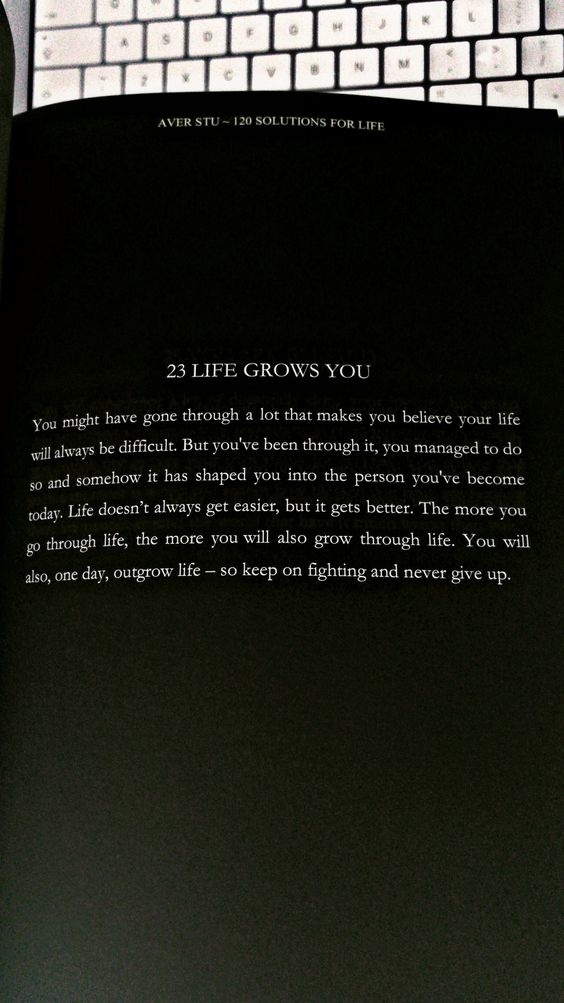 A S D F G H J K L
Z X C V B N M
AVER STU ~ 120 SOLUTIONS FOR LIFE
23 LIFE GROWS YOU
You might have gone through a lot that makes you believe your life
will always be difficult. But you've been through it, you managed to do
so and somehow it has shaped you into the person you've become
today. Life doesn’t always get easier, but it gets better. The more you
go through life, the more you will also grow through life. You will
also, one day, outgrow life – so keep on fighting and never give up.